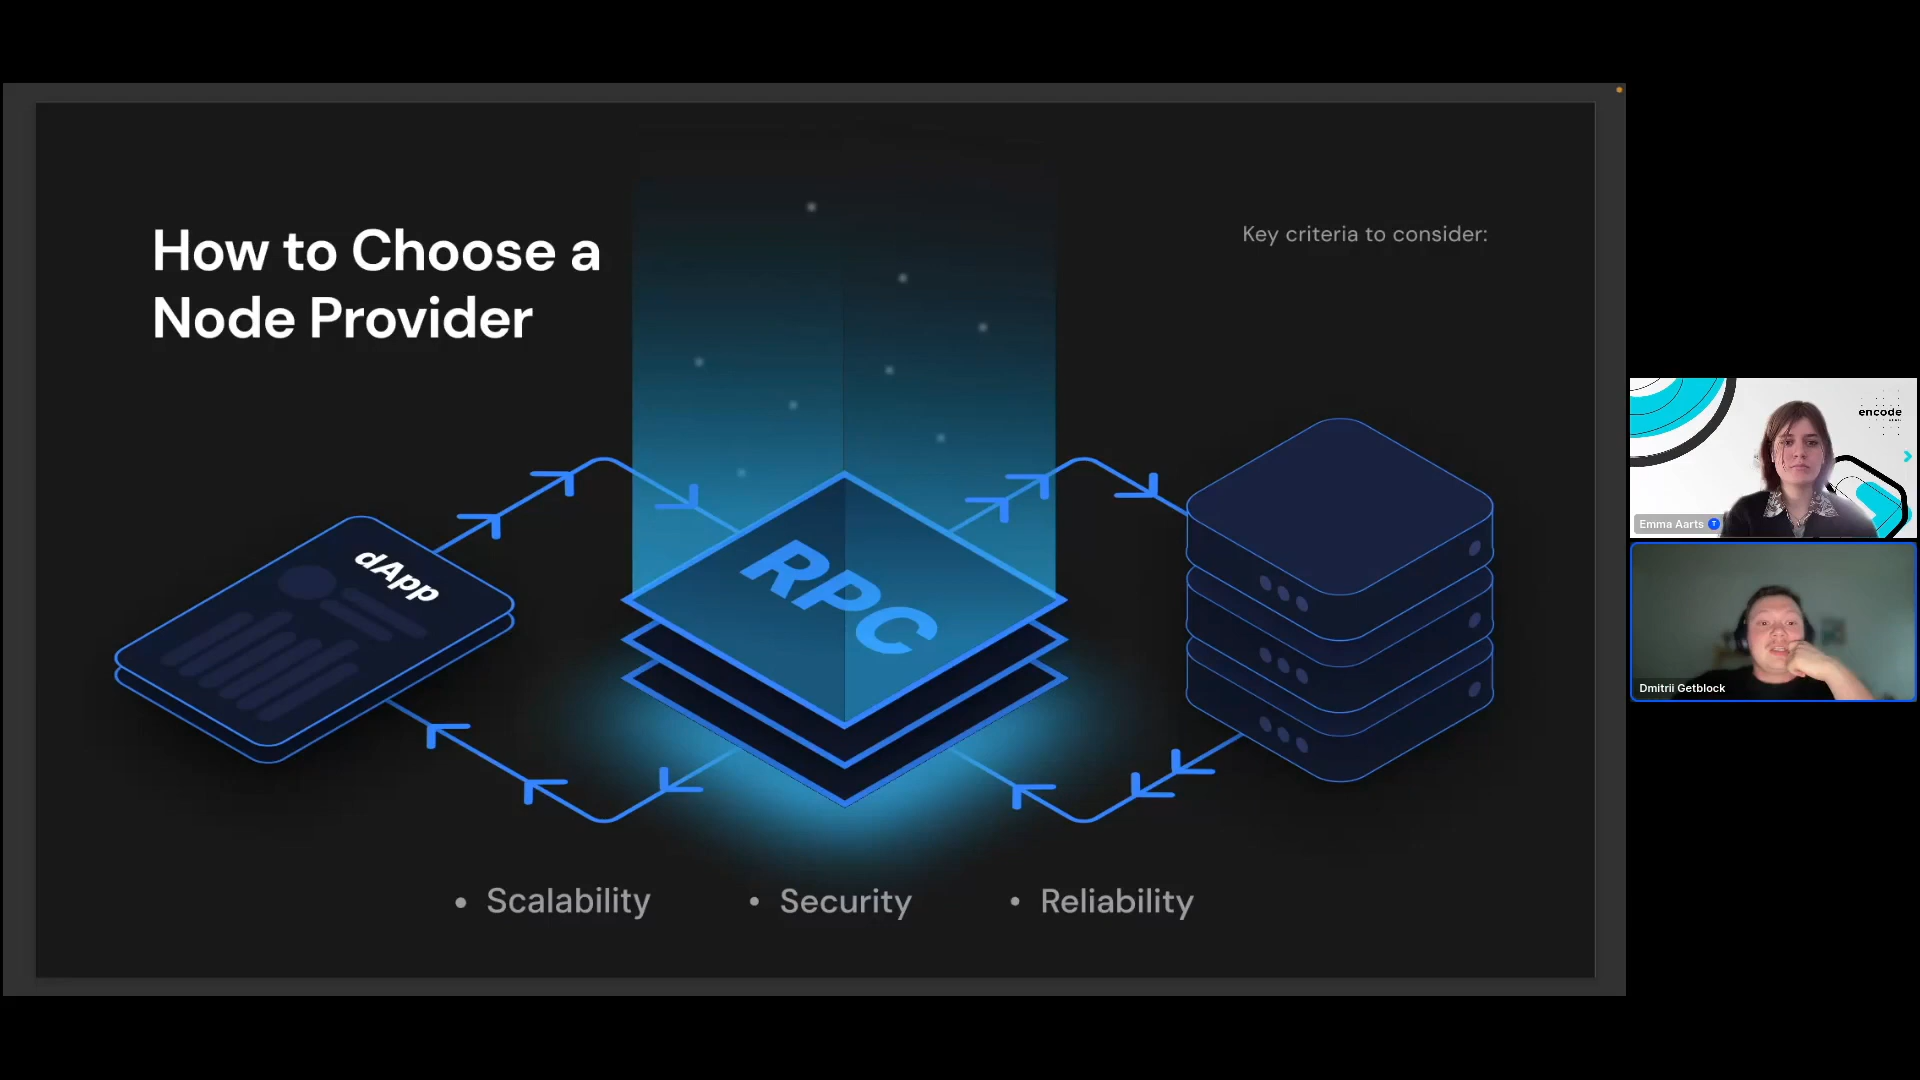 How to Choose a
Node Provider
Key criteria to consider:
dApp
RPC
• Scalability
• Security
• Reliability
encode
Emma Aarts
Dmitrii Getblock